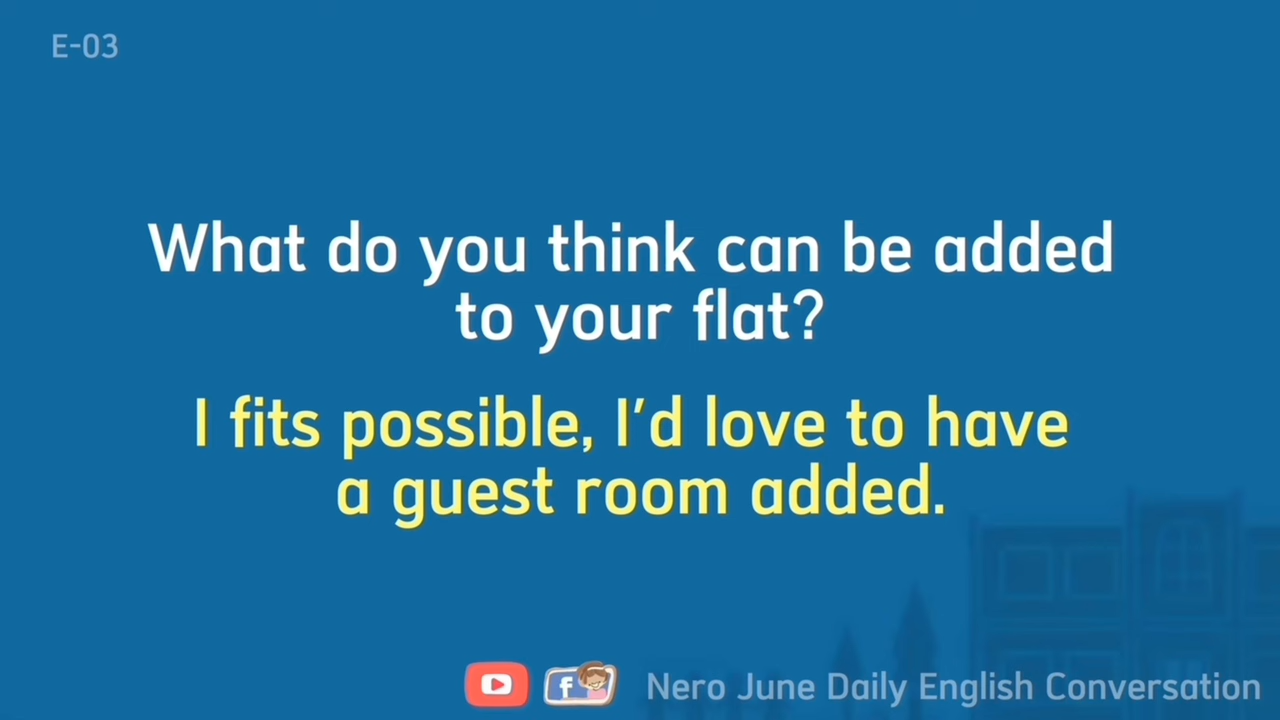 E-03
What do you think can be added
to your flat?
I fits possible, I'd love to have
a guest room added.
f
Nero June Daily English Conversation